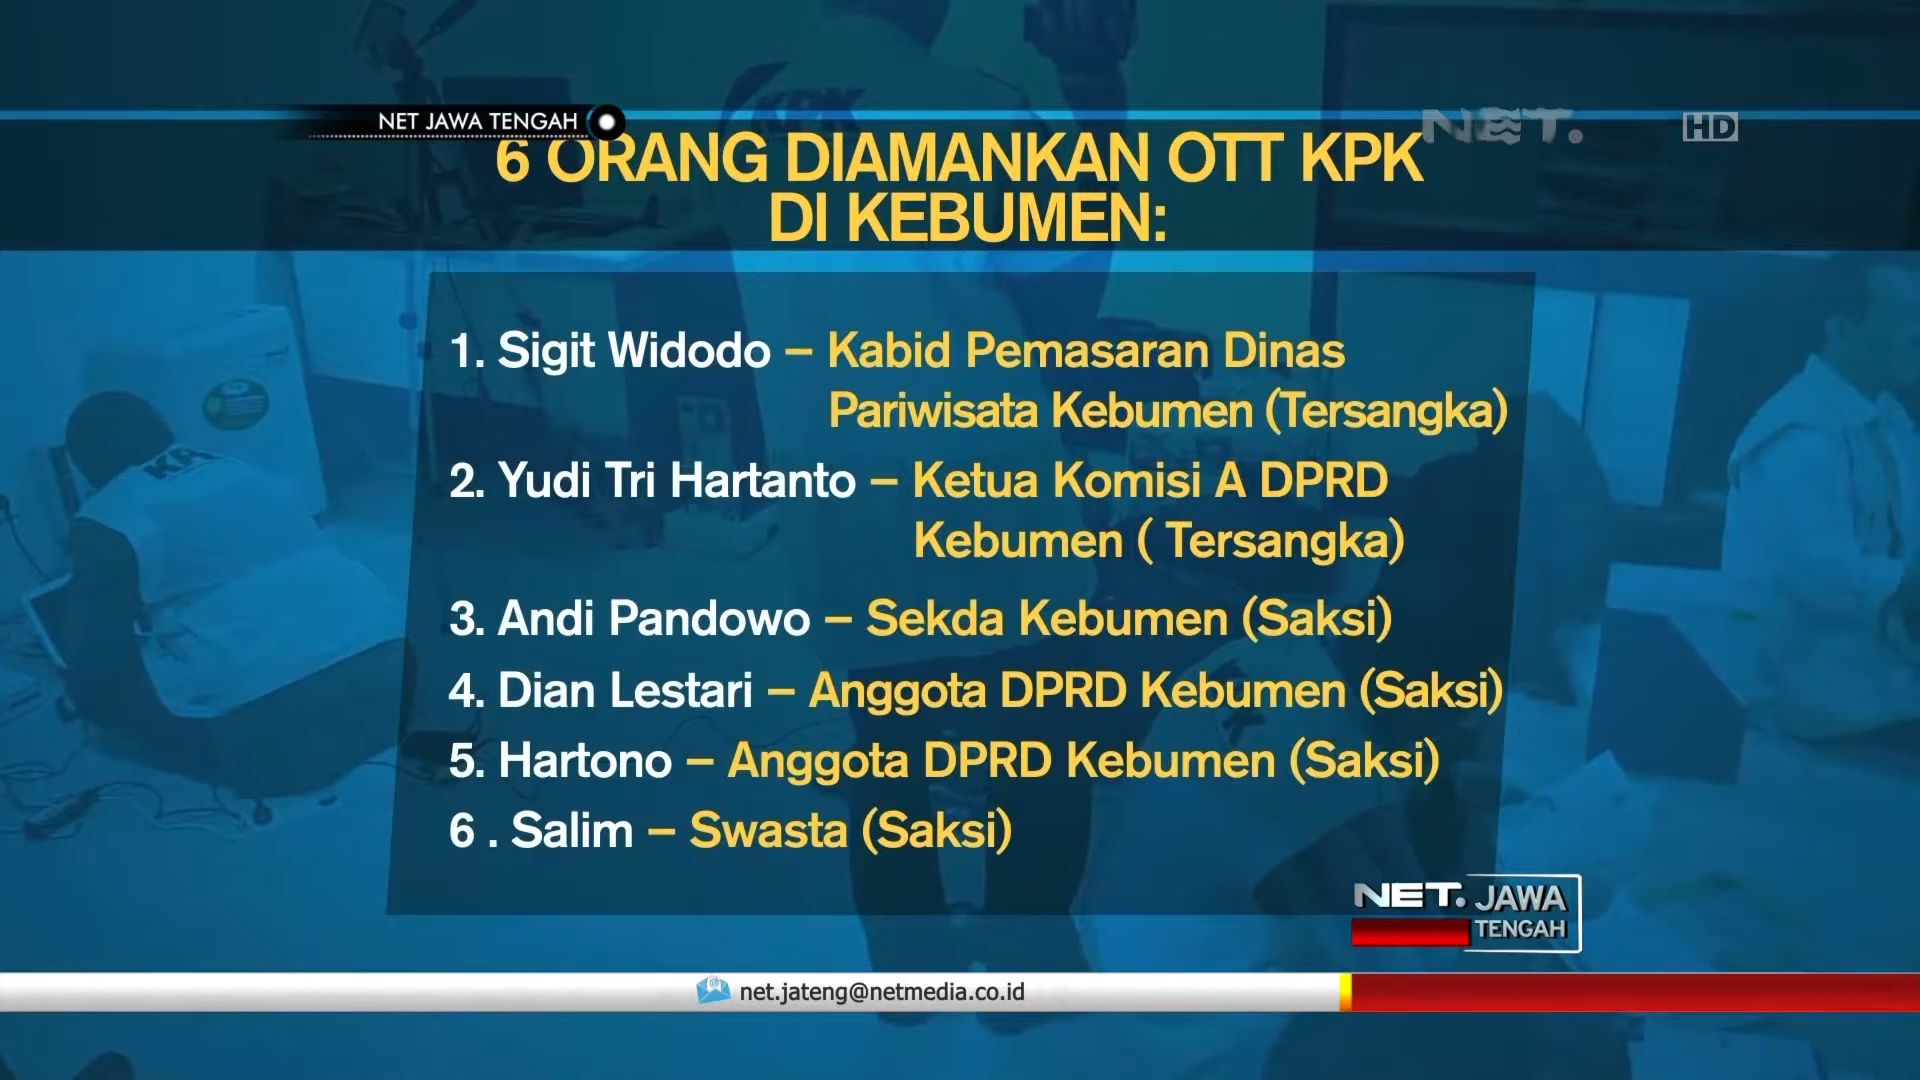 NET JAWA TENGAH
NET.
HD
6 ORANG DIAMANKAN OTT KPK
DI KEBUMEN:
1. Sigit Widodo – Kabid Pemasaran Dinas
Pariwisata Kebumen (Tersangka)
2. Yudi Tri Hartanto – Ketua Komisi A DPRD
Kebumen ( Tersangka)
3. Andi Pandowo – Sekda Kebumen (Saksi)
4. Dian Lestari – Anggota DPRD Kebumen (Saksi)
5. Hartono – Anggota DPRD Kebumen (Saksi)
6 . Salim – Swasta (Saksi)
NET. JAWA
TENGAH
net.jateng@netmedia.co.id
KPK